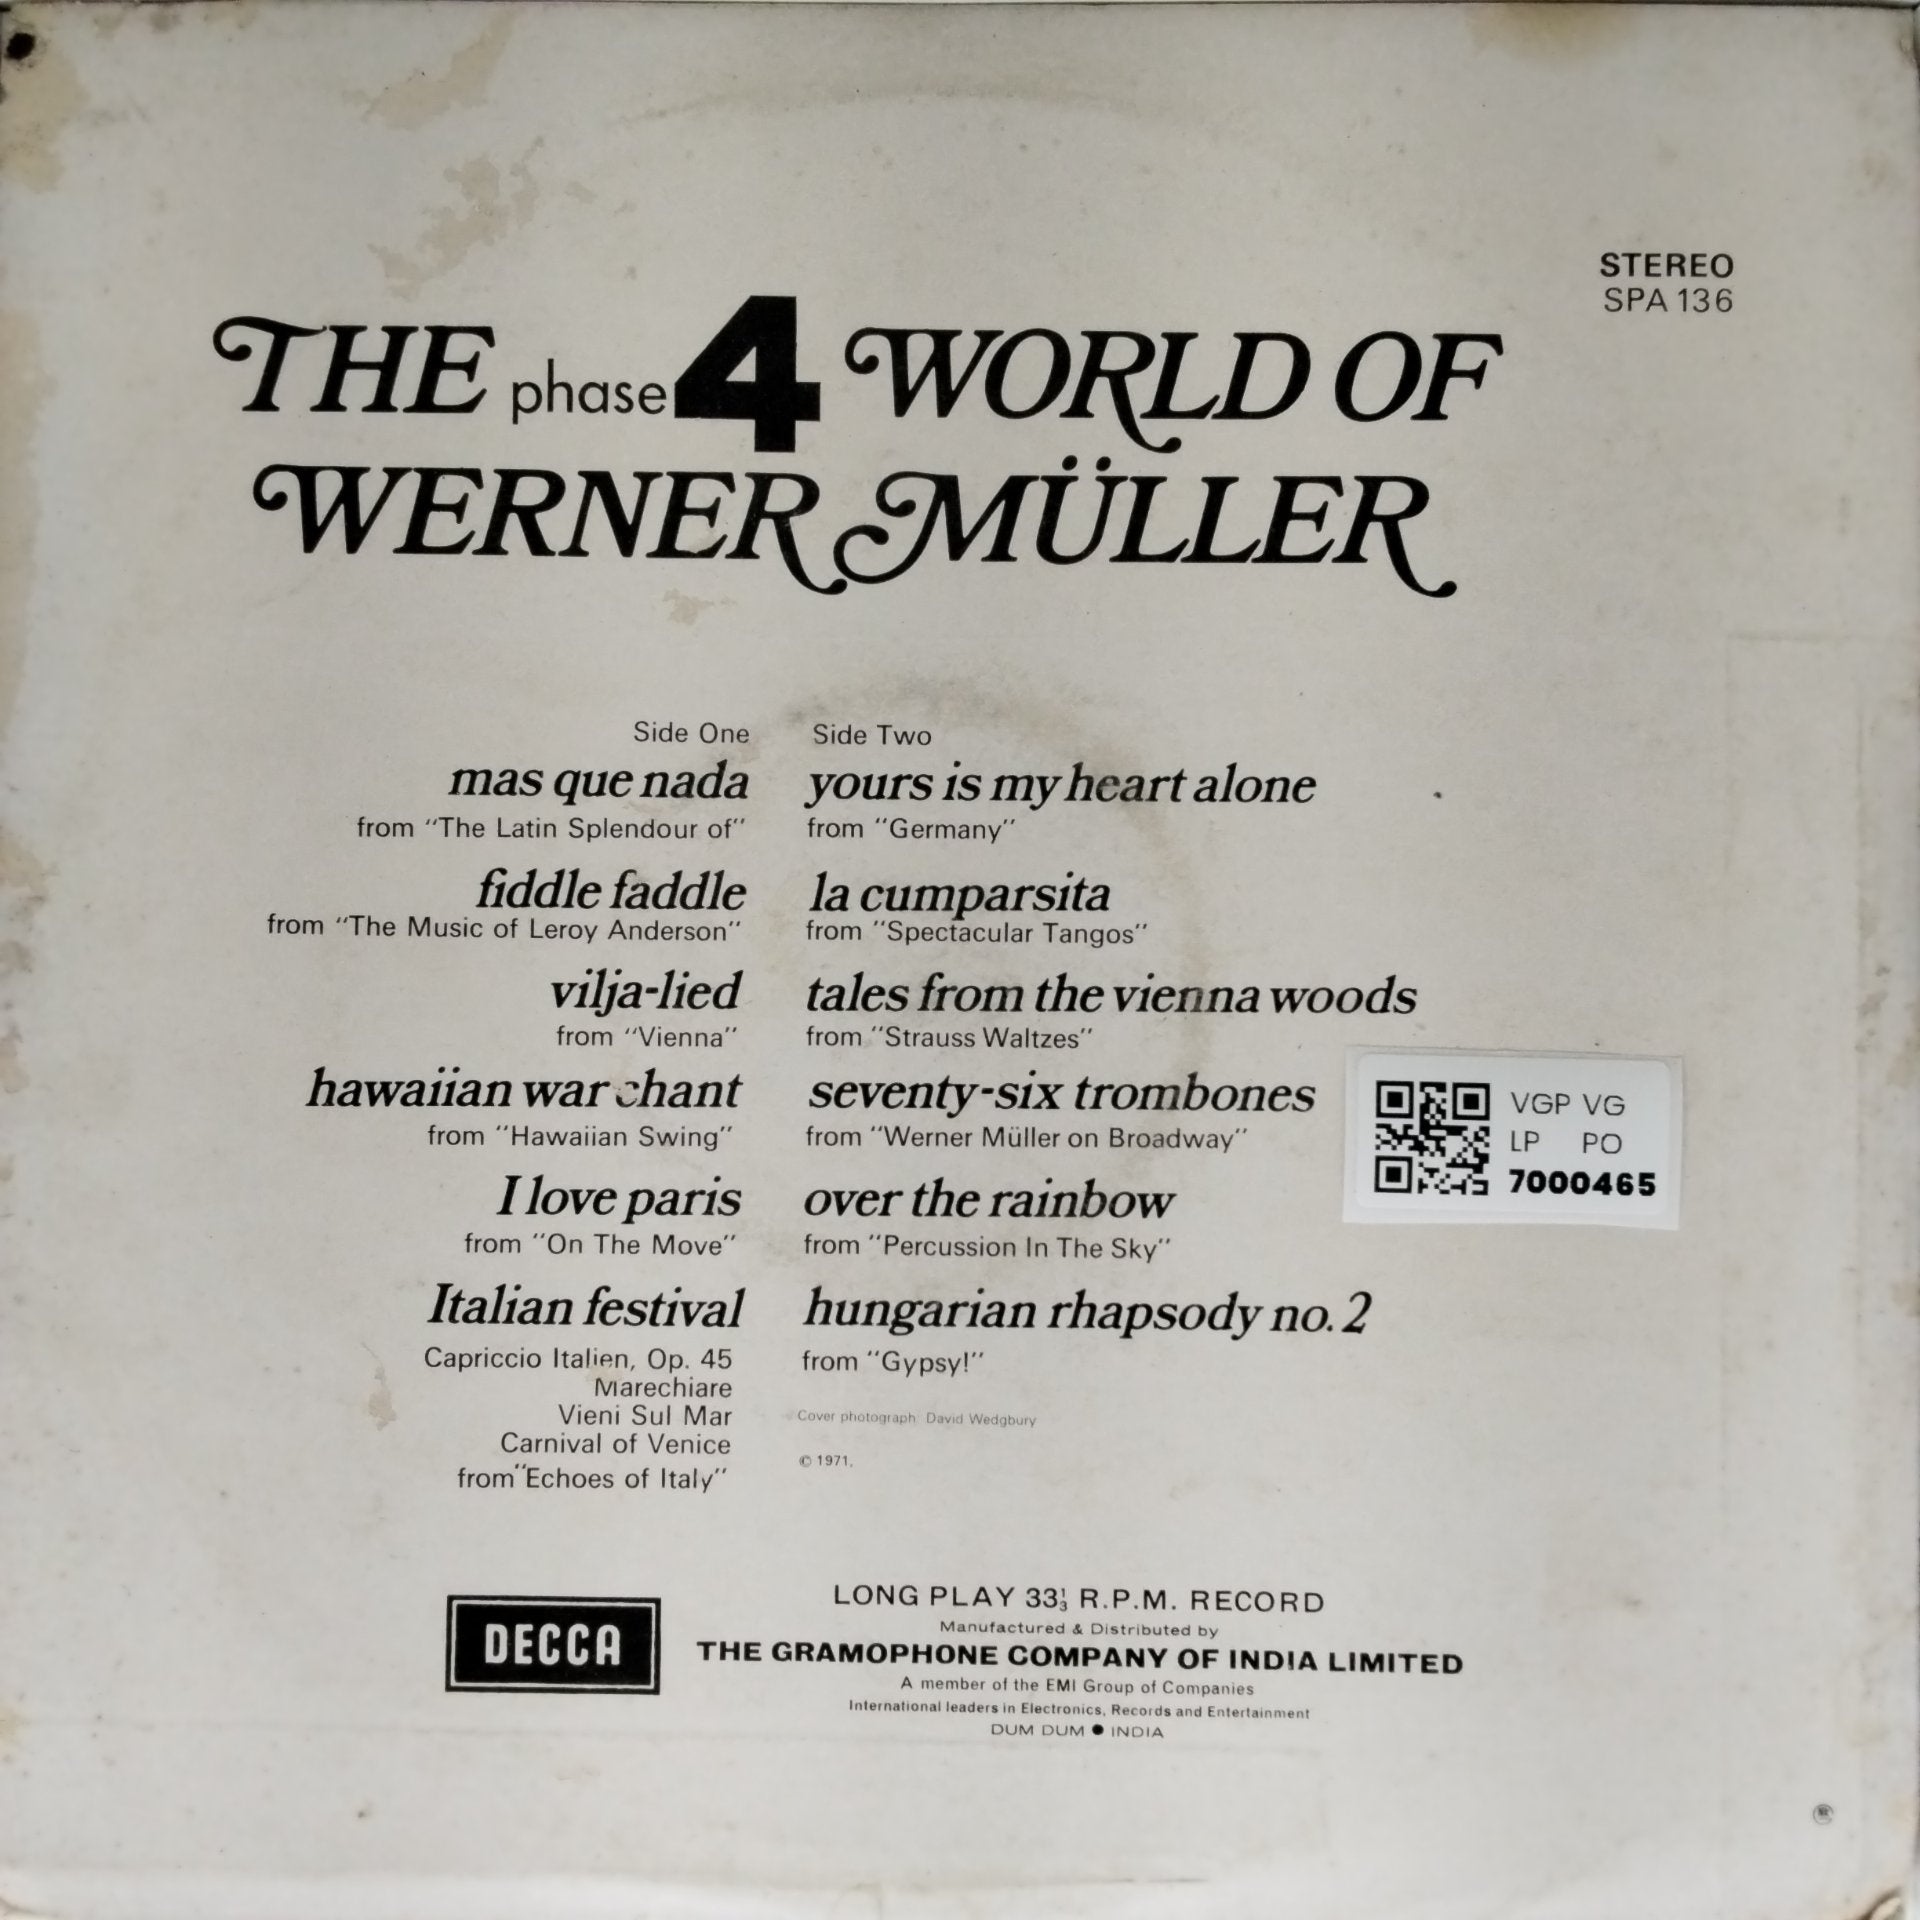 STEREO
SPA 136
THE phase 4 WORLD OF
WERNER MÜLLER
Side One
mas que nada
from "The Latin Splendour of"
fiddle faddle
from "The Music of Leroy Anderson"
vilja-lied
from "Vienna"
hawaiian war chant
from "Hawaiian Swing"
I love paris
from "On The Move"
Italian festival
Capriccio Italien, Op. 45
Marechiare
Vieni Sul Mar
Carnival of Venice
from "Echoes of Italy"
Side Two
yours is my heart alone
from "Germany"
la cumparsita
from "Spectacular Tangos"
tales from the vienna woods
from "Strauss Waltzes"
seventy-six trombones
from "Werner Müller on Broadway"
over the rainbow
from "Percussion In The Sky"
hungarian rhapsody no. 2
from "Gypsy!"
Cover photograph David Wedgbury
© 1971.
VGP VG
LP PO
7000465
DECCA
LONG PLAY 33⅓ R.P.M. RECORD
Manufactured & Distributed by
THE GRAMOPHONE COMPANY OF INDIA LIMITED
A member of the EMI Group of Companies
International leaders in Electronics, Records and Entertainment
DUM DUM ● INDIA